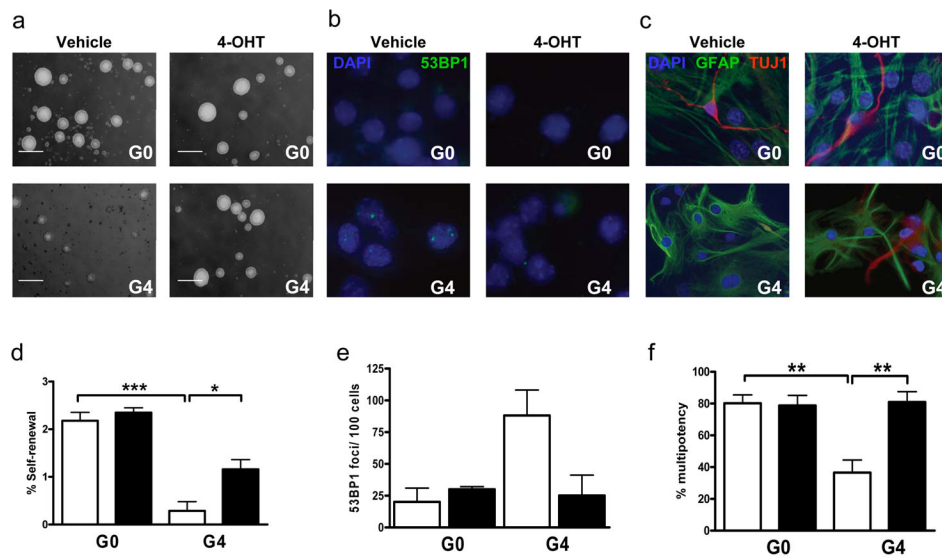 a
b
c
Vehicle
4-OHT
Vehicle
4-OHT
Vehicle
4-OHT
DAPI 53BP1
DAPI GFAP TUJ1
G0
G0
G0
G0
G0
G0
G4
G4
G4
G4
G4
G4
d
e
f
***
*
% Self-renewal
3
2
1
0
G0 G4
53BP1 foci/ 100 cells
125
100
75
50
25
0
G0 G4
**
**
% multipotency
100
80
60
40
20
0
G0 G4